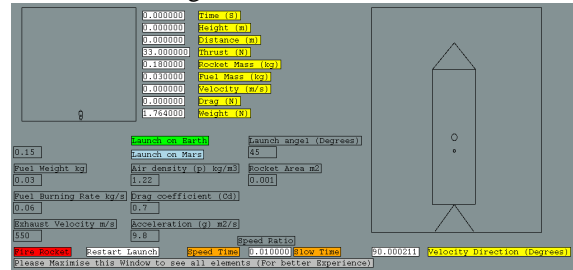 0.000000 Time (S)
0.000000 Height (m)
0.000000 Distance (m)
33.000000 Thrust (N)
0.180000 Rocket Mass (kg)
0.030000 Fuel Mass (kg)
0.000000 Velocity (m/s)
0.000000 Drag (N)
1.764000 Weight (N)
Launch on Earth Launch angel (Degrees)
0.15 Launch on Mars 45
Fuel Weight kg Air density (p) kg/m3 Rocket Area m2
0.03 1.22 0.001
Fuel Burning Rate kg/s Drag coefficient (Cd)
0.06 0.7
Exhaust Velocity m/s Acceleration (g) m2/s
550 9.8
Speed Ratio
Fire Rocket Restart Launch Speed Time 0.010000 Slow Time 90.000211 Velocity Direction (Degrees)
Please Maximise this Window to see all elements (For better Experience)